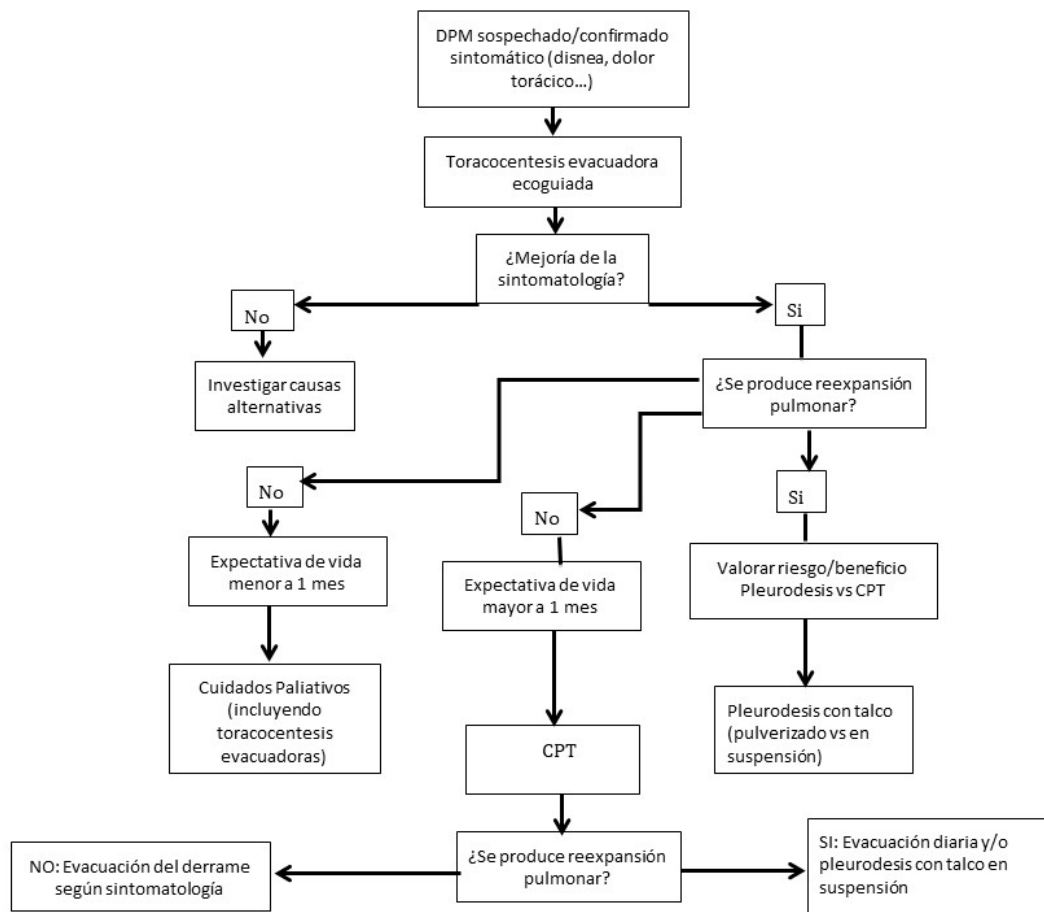 DPM sospechado/confirmado
sintomático (disnea, dolor
torácico…)
Toracocentesis evacuadora
ecoguiada
¿Mejoría de la
sintomatología?
No
Si
Investigar causas
alternativas
¿Se produce reexpansión
pulmonar?
No
No
Si
Expectativa de vida
menor a 1 mes
Expectativa de vida
mayor a 1 mes
Valorar riesgo/beneficio
Pleurodesis vs CPT
Cuidados Paliativos
(incluyendo
toracocentesis
evacuadoras)
CPT
Pleurodesis con talco
(pulverizado vs en
suspensión)
NO: Evacuación del derrame
según sintomatología
¿Se produce reexpansión
pulmonar?
SI: Evacuación diaria y/o
pleurodesis con talco en
suspensión